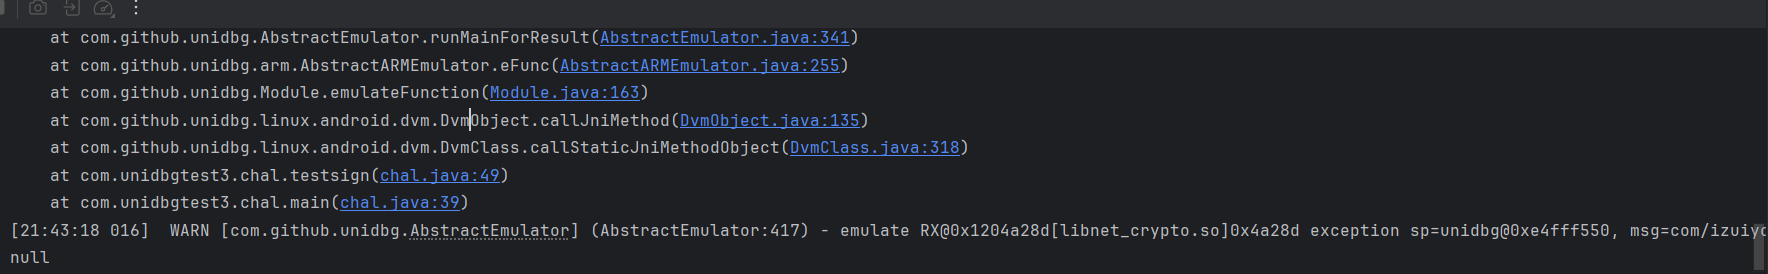 at com.github.unidbg.AbstractEmulator.runMainForResult(AbstractEmulator.java:341)
at com.github.unidbg.arm.AbstractARMEmulator.eFunc(AbstractARMEmulator.java:255)
at com.github.unidbg.Module.emulateFunction(Module.java:163)
at com.github.unidbg.linux.android.dvm.DvmObject.callJniMethod(DvmObject.java:135)
at com.github.unidbg.linux.android.dvm.DvmClass.callStaticJniMethodObject(DvmClass.java:318)
at com.unidbgtest3.chal.testsign(chal.java:49)
at com.unidbgtest3.chal.main(chal.java:39)
[21:43:18 016]  WARN [com.github.unidbg.AbstractEmulator] (AbstractEmulator:417) - emulate RX@0x1204a28d[libnet_crypto.so]0x4a28d exception sp=unidbg@0xe4fff550, msg=com/izuiyo
null